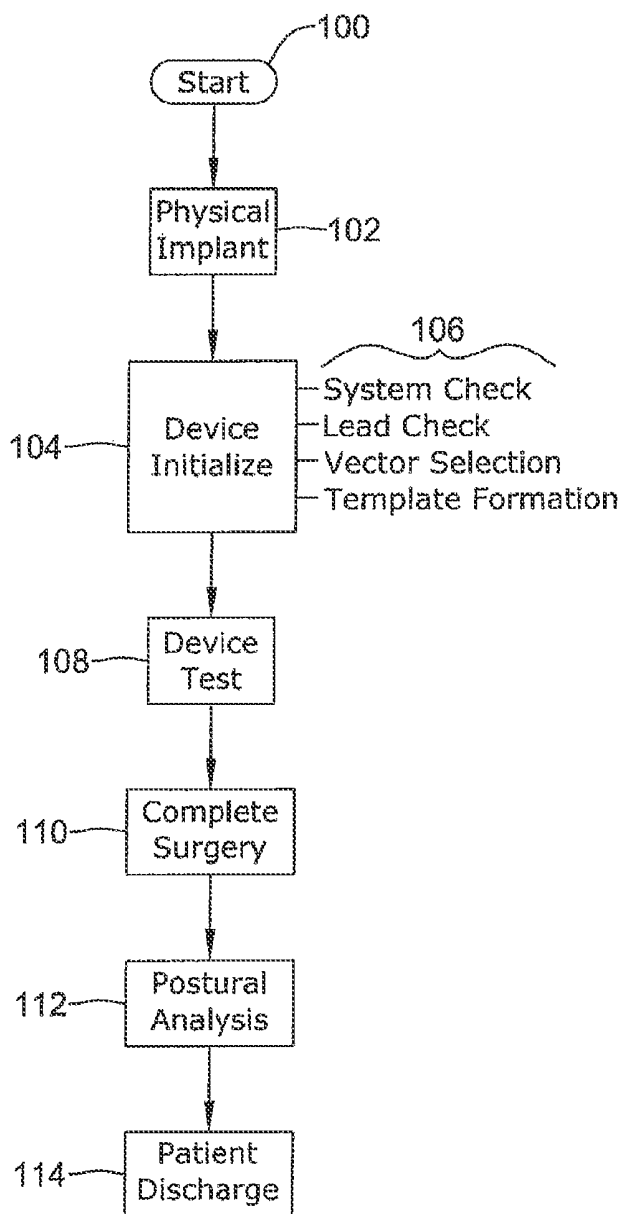 100
Start
Physical
Implant
102
106
System Check
Lead Check
Vector Selection
Template Formation
104
Device
Initialize
108
Device
Test
110
Complete
Surgery
112
Postural
Analysis
114
Patient
Discharge